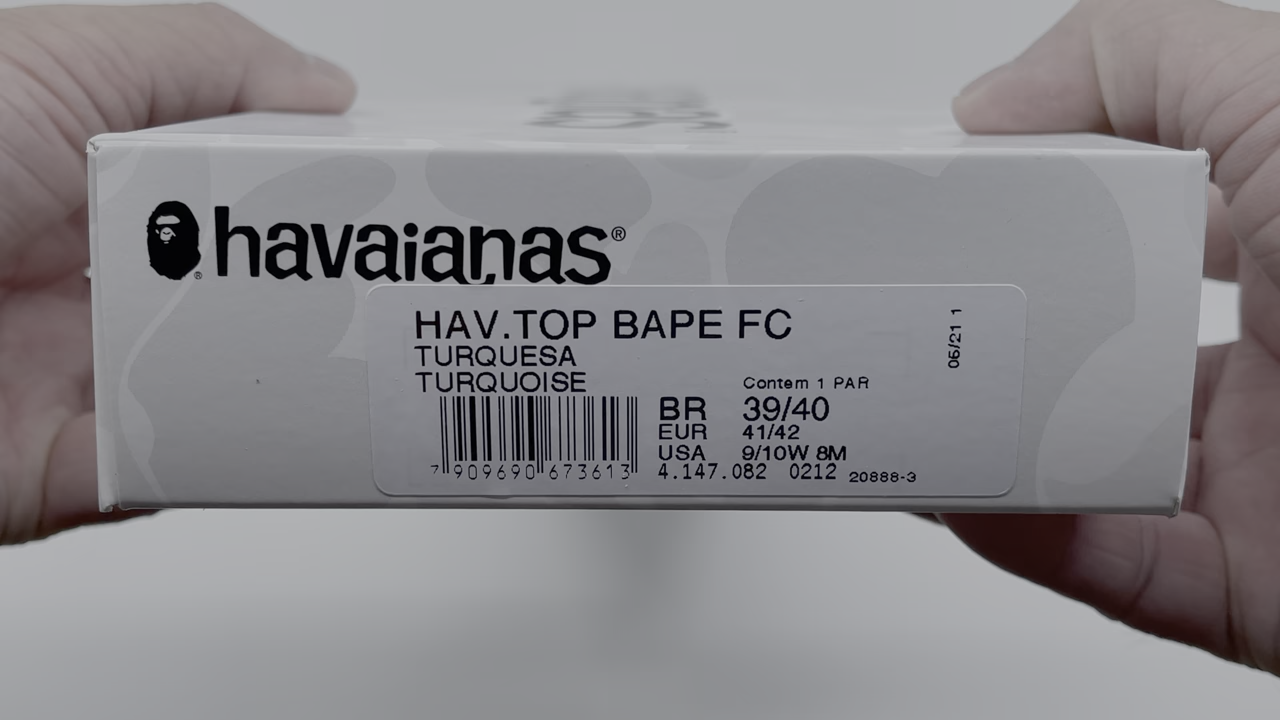 havaianas®
HAV.TOP BAPE FC
TURQUESA
TURQUOISE
06/21 1
Contem 1 PAR
BR 39/40
EUR 41/42
USA 9/10W 8M
7 909690 673613
4.147.082 0212 20888-3